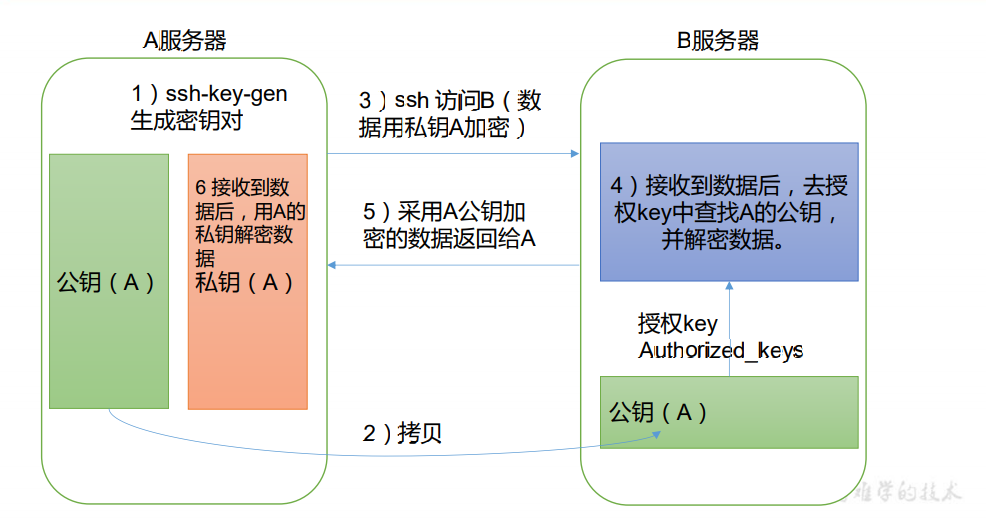 A服务器
B服务器
1）ssh-key-gen
生成密钥对
3）ssh 访问B（数
据用私钥A加密）
4）接收到数据后，去授
权key中查找A的公钥，
并解密数据。
6 接收到数
据后，用A的
私钥解密数
据
5）采用A公钥加
密的数据返回给A
公钥（A）
私钥（A）
授权key
Authorized_keys
公钥（A）
2）拷贝
难学的技术